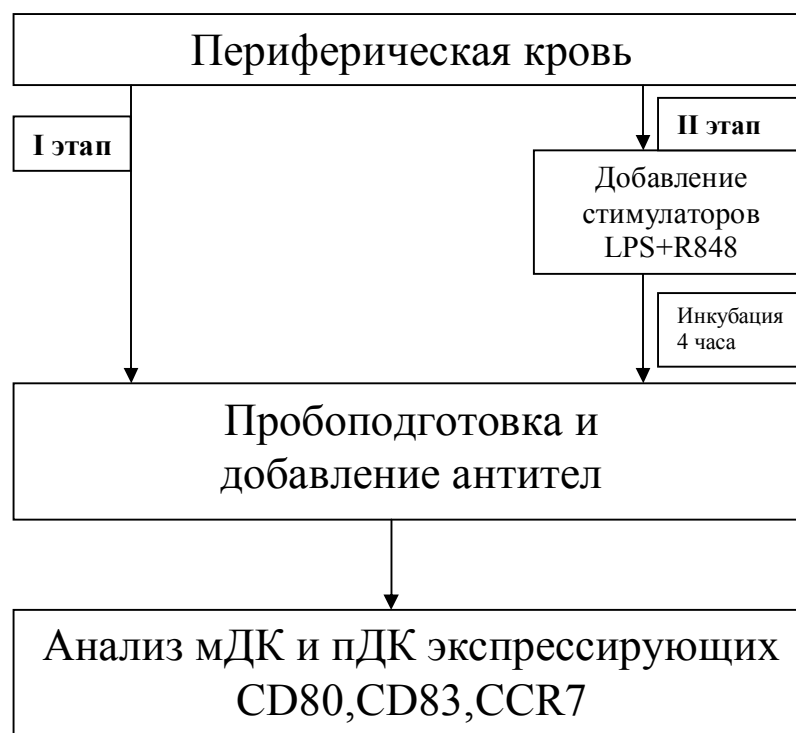 Периферическая кровь
I этап
II этап
Добавление
стимуляторов
LPS+R848
Инкубация
4 часа
Пробоподготовка и
добавление антител
Анализ мДК и пДК экспрессирующих
CD80,CD83,CCR7